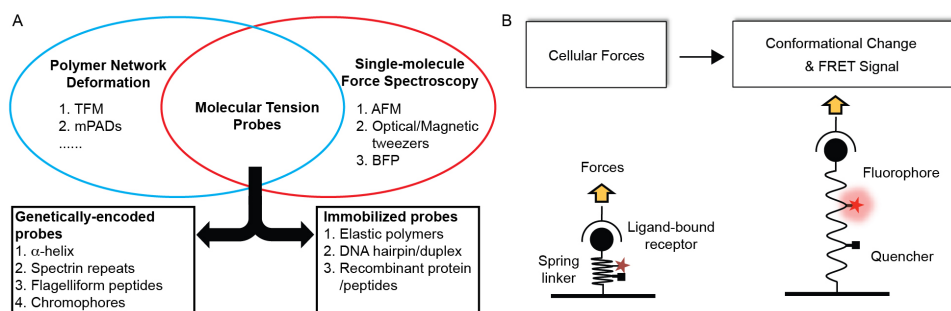 A
Polymer Network
Deformation
1. TFM
2. mPADs
......
Molecular Tension
Probes
Single-molecule
Force Spectroscopy
1. AFM
2. Optical/Magnetic
tweezers
3. BFP
Genetically-encoded
probes
1. α-helix
2. Spectrin repeats
3. Flagelliform peptides
4. Chromophores
Immobilized probes
1. Elastic polymers
2. DNA hairpin/duplex
3. Recombinant protein
/peptides
B
Cellular Forces
Conformational Change
& FRET Signal
Forces
Ligand-bound
receptor
Spring
linker
Fluorophore
Quencher